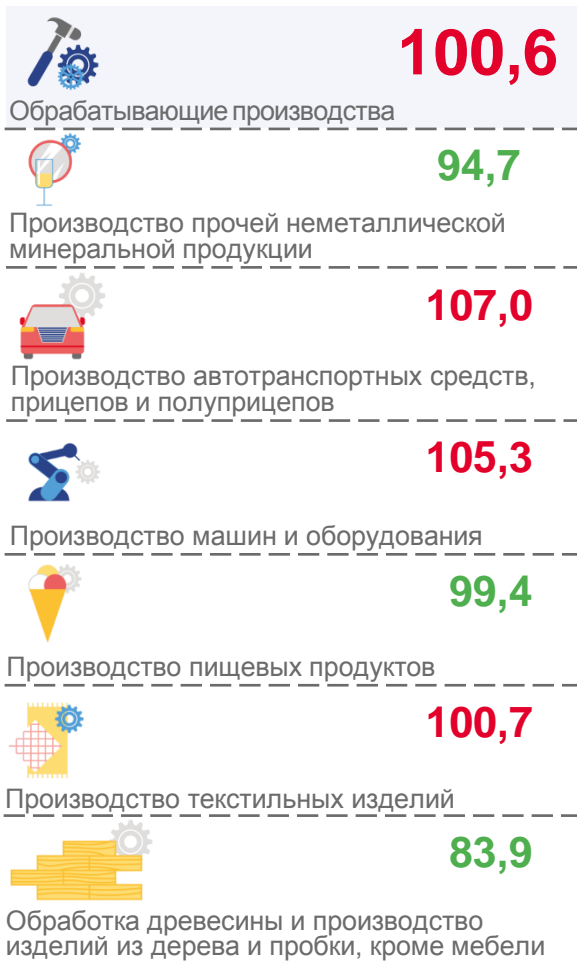 100,6
Обрабатывающие производства
94,7
Производство прочей неметаллической
минеральной продукции
107,0
Производство автотранспортных средств,
прицепов и полуприцепов
105,3
Производство машин и оборудования
99,4
Производство пищевых продуктов
100,7
Производство текстильных изделий
83,9
Обработка древесины и производство
изделий из дерева и пробки, кроме мебели